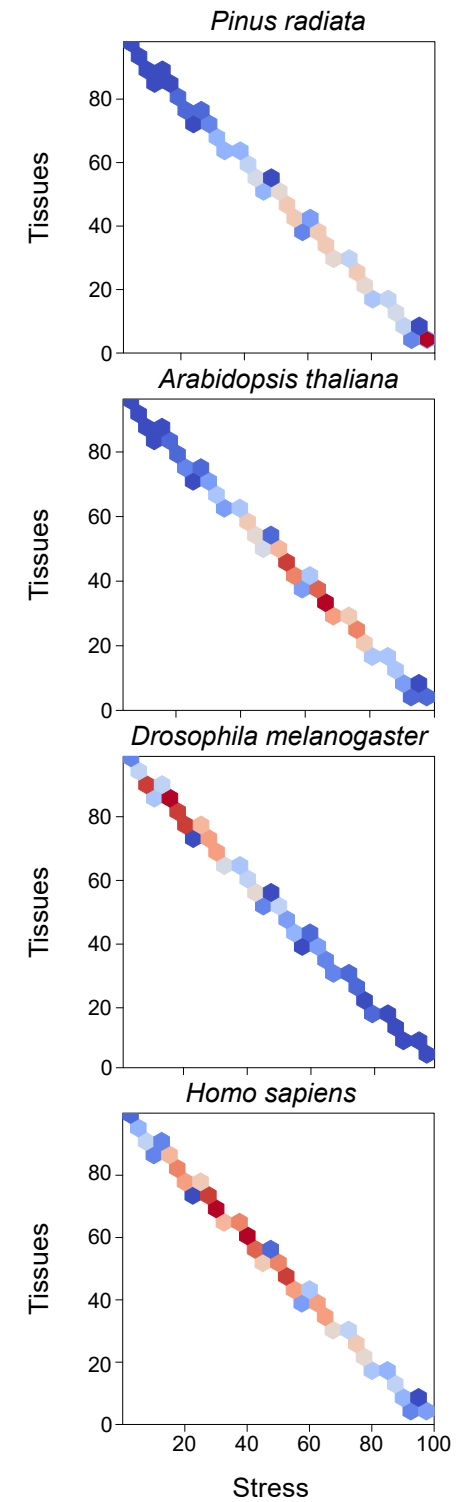 Pinus radiata
80
60
40
20
0
Tissues
Arabidopsis thaliana
80
60
40
20
0
Tissues
Drosophila melanogaster
80
60
40
20
0
Tissues
Homo sapiens
80
60
40
20
0
Tissues
20 40 60 80 100
Stress